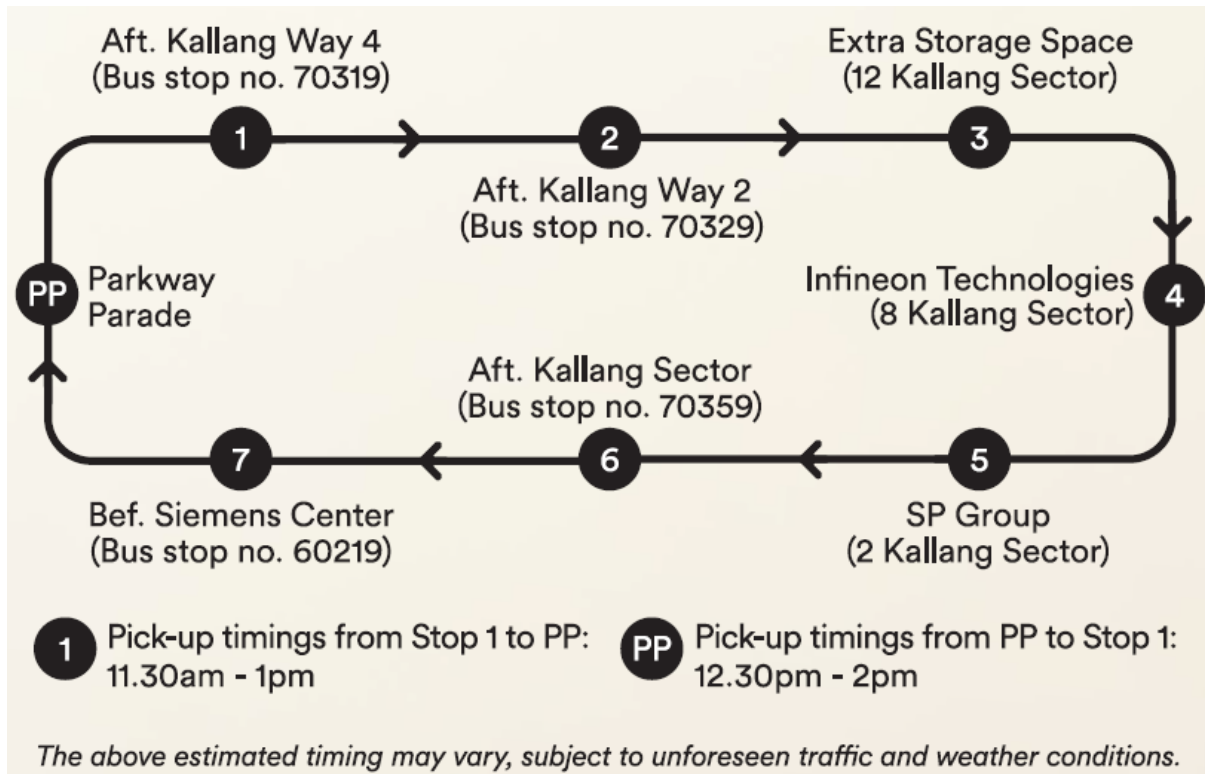 Aft. Kallang Way 4
(Bus stop no. 70319)
Extra Storage Space
(12 Kallang Sector)
1
2
3
Aft. Kallang Way 2
(Bus stop no. 70329)
PP
Parkway
Parade
Infineon Technologies
(8 Kallang Sector)
4
Aft. Kallang Sector
(Bus stop no. 70359)
7
6
5
Bef. Siemens Center
(Bus stop no. 60219)
SP Group
(2 Kallang Sector)
1 Pick-up timings from Stop 1 to PP:
11.30am - 1pm
PP Pick-up timings from PP to Stop 1:
12.30pm - 2pm
The above estimated timing may vary, subject to unforeseen traffic and weather conditions.